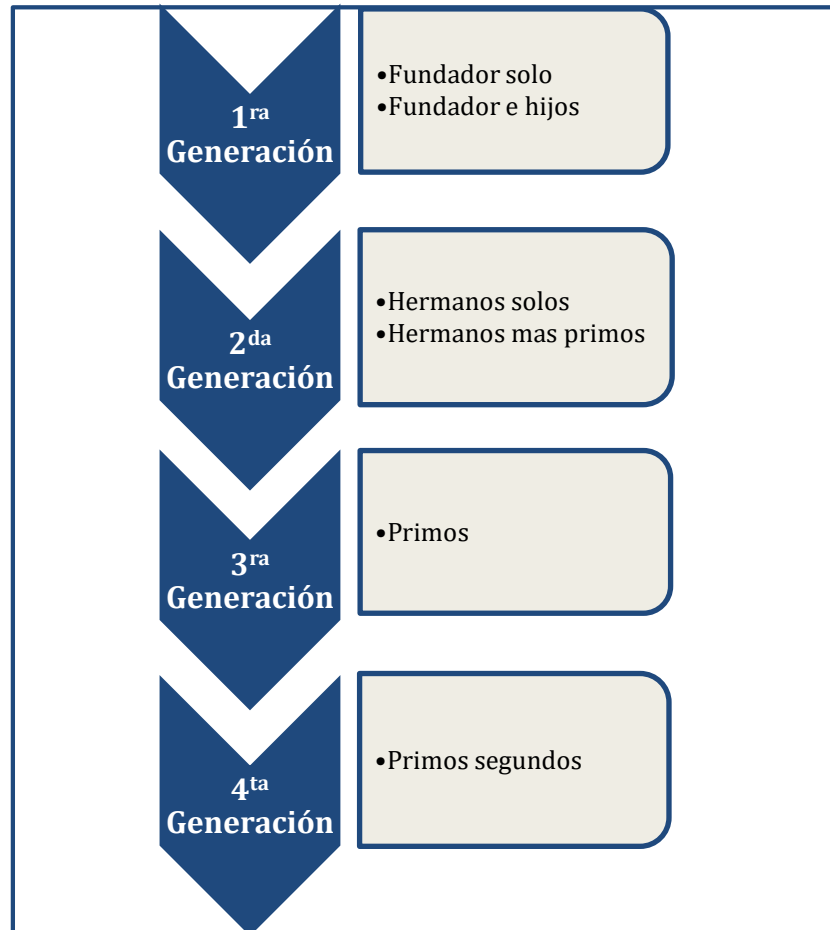 1ra
Generación
•Fundador solo
•Fundador e hijos
2da
Generación
•Hermanos solos
•Hermanos mas primos
3ra
Generación
•Primos
4ta
Generación
•Primos segundos